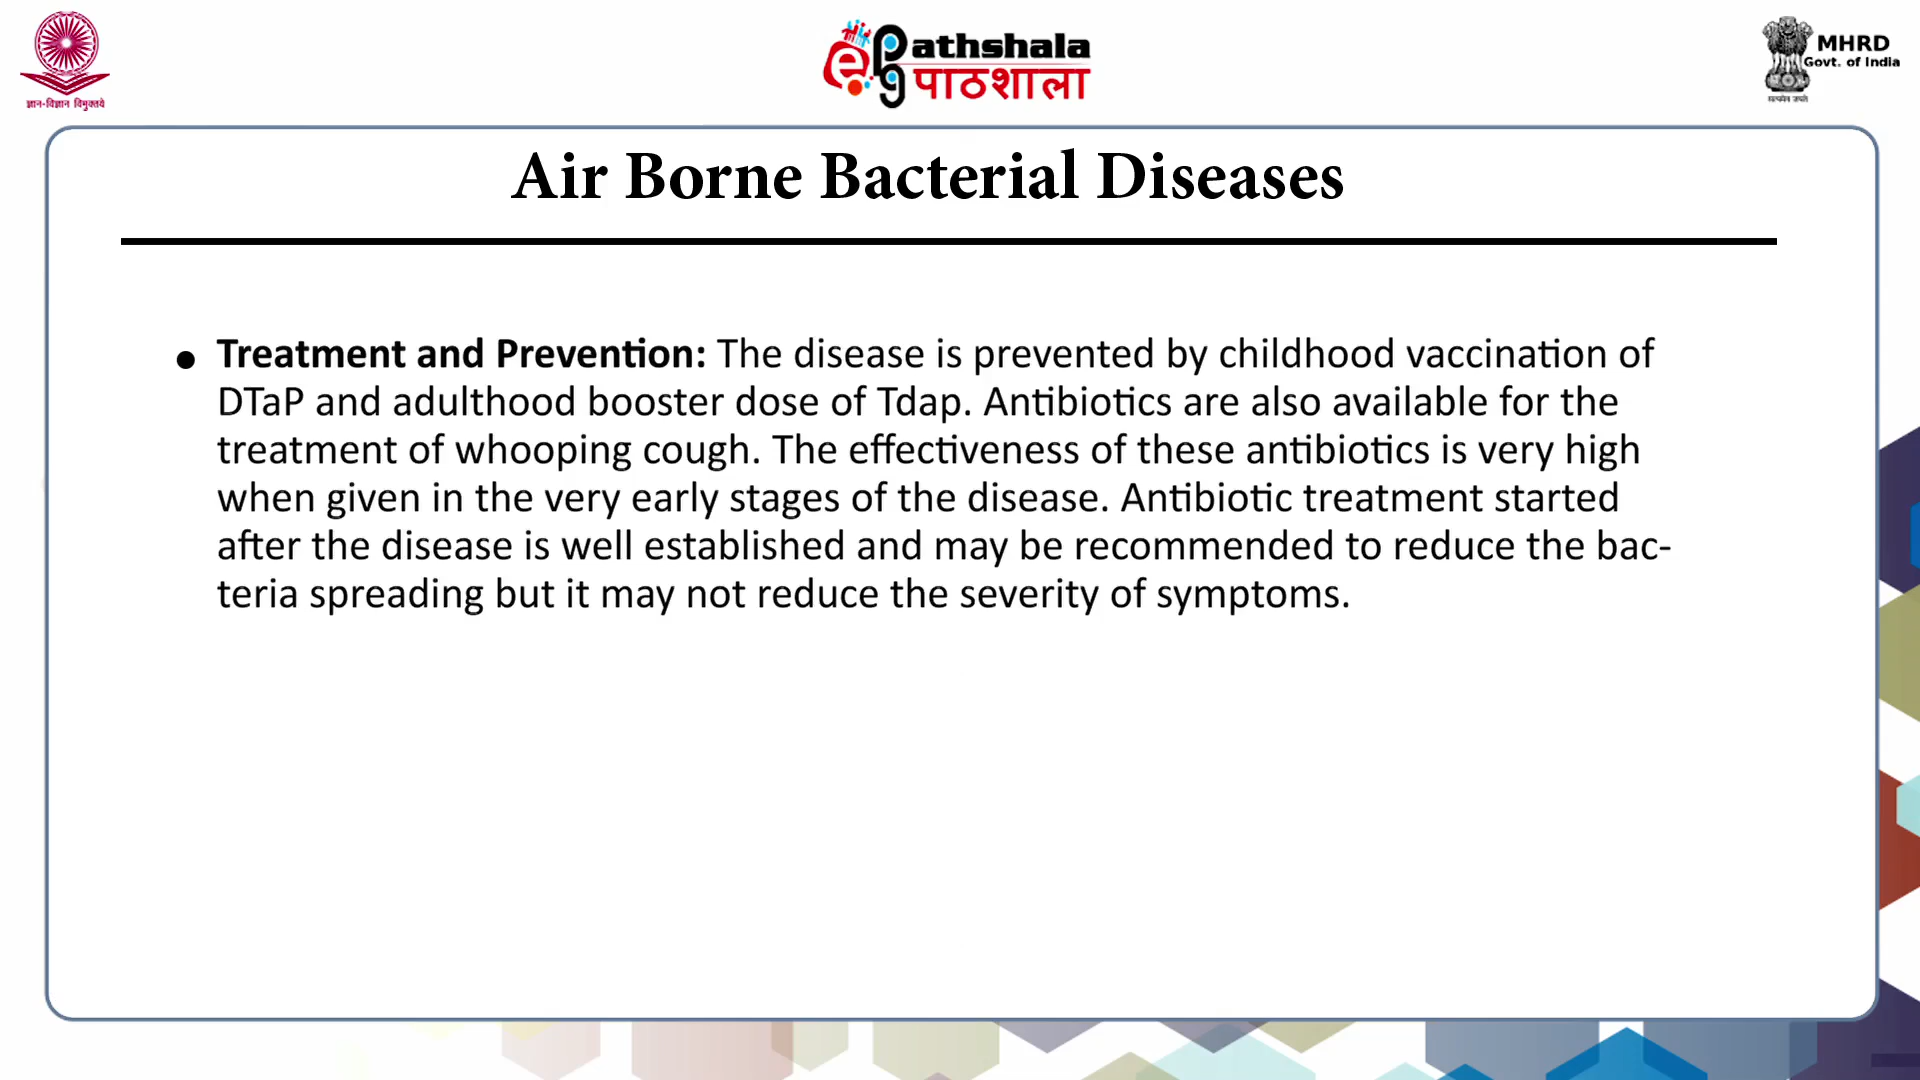 ज्ञान-विज्ञान विमुक्तये
e Pathshala
पाठशाला
MHRD
Govt. of India
सत्यमेव जयते
Air Borne Bacterial Diseases
• Treatment and Prevention: The disease is prevented by childhood vaccination of
DTaP and adulthood booster dose of Tdap. Antibiotics are also available for the
treatment of whooping cough. The effectiveness of these antibiotics is very high
when given in the very early stages of the disease. Antibiotic treatment started
after the disease is well established and may be recommended to reduce the bac-
teria spreading but it may not reduce the severity of symptoms.